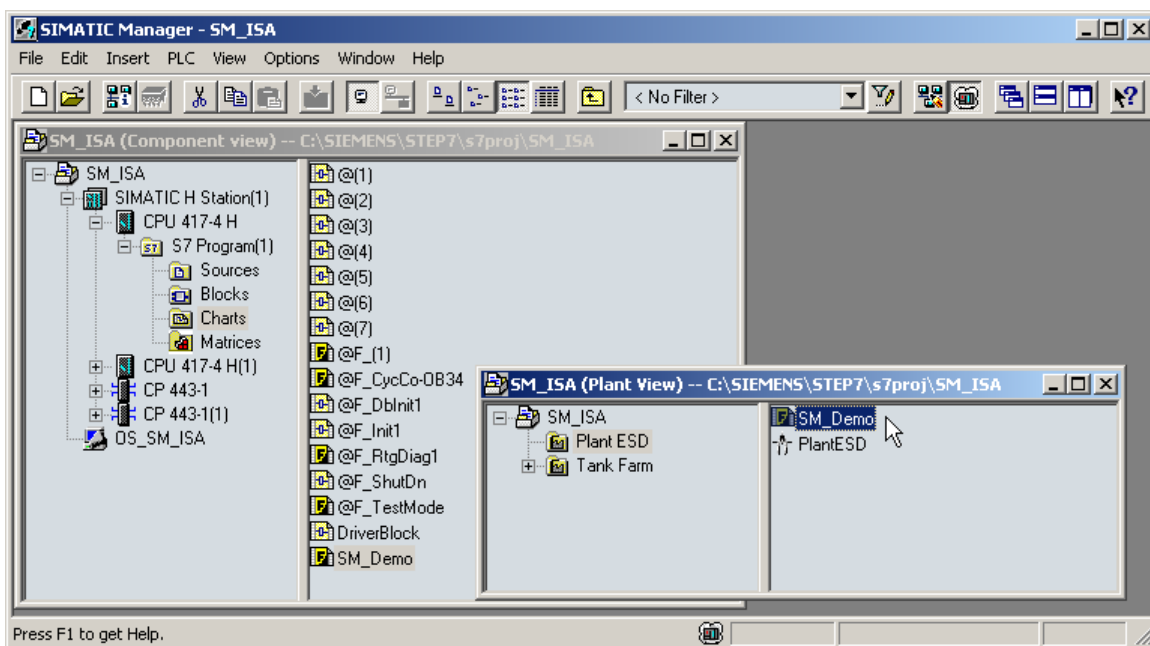 SIMATIC Manager - SM_ISA
File Edit Insert PLC View Options Window Help
< No Filter >
SM_ISA (Component view) -- C:\SIEMENS\STEP7\s7proj\SM_ISA
SM_ISA
SIMATIC H Station(1)
CPU 417-4 H
S7 Program(1)
Sources
Blocks
Charts
Matrices
CPU 417-4 H(1)
CP 443-1
CP 443-1(1)
OS_SM_ISA
@(1)
@(2)
@(3)
@(4)
@(5)
@(6)
@(7)
@F_(1)
@F_CycCo-OB34
@F_DbInit1
@F_Init1
@F_RtgDiag1
@F_ShutDn
@F_TestMode
DriverBlock
SM_Demo
SM_ISA (Plant View) -- C:\SIEMENS\STEP7\s7proj\SM_ISA
SM_ISA
Plant ESD
Tank Farm
SM_Demo
PlantESD
Press F1 to get Help.